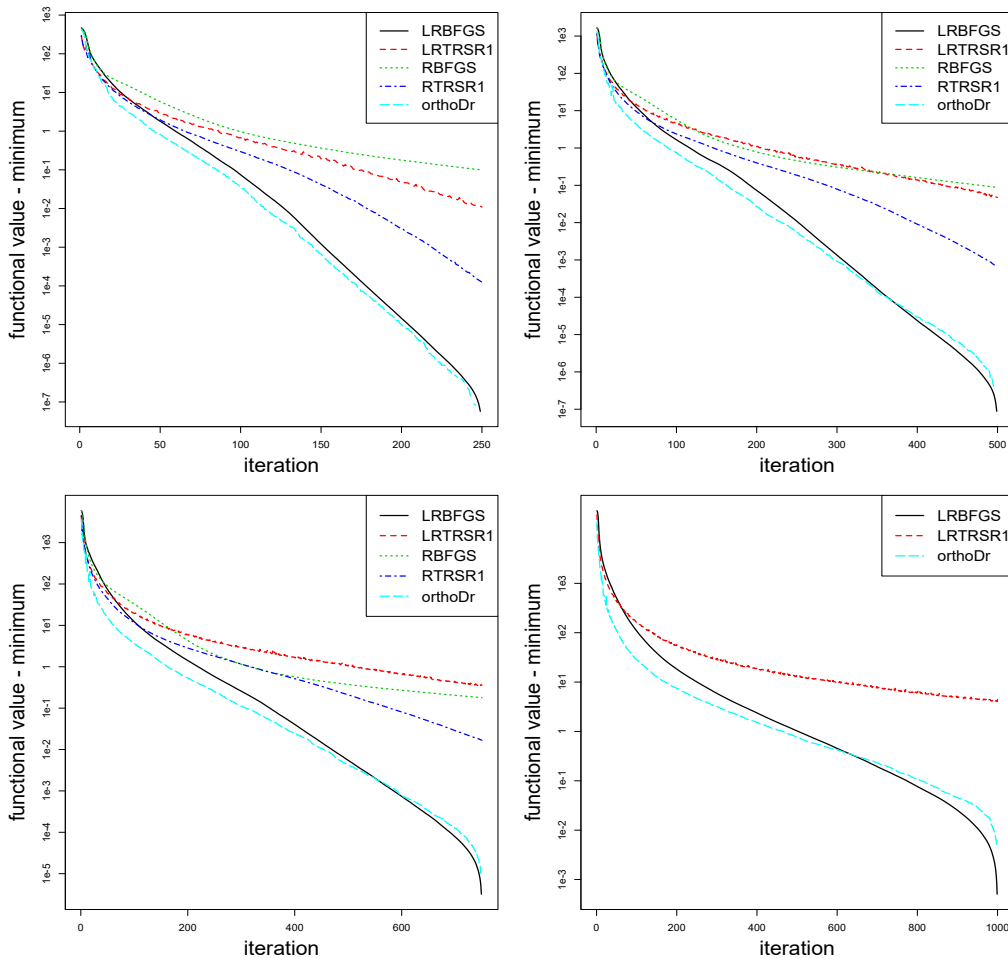 LRBFGS
LRTRSR1
RBFGS
RTRSR1
orthoDr
functional value - minimum
1e3
1e2
1e1
1
1e-1
1e-2
1e-3
1e-4
1e-5
1e-6
1e-7
0 50 100 150 200 250
iteration
LRBFGS
LRTRSR1
RBFGS
RTRSR1
orthoDr
functional value - minimum
1e3
1e2
1e1
1
1e-1
1e-2
1e-3
1e-4
1e-5
1e-6
1e-7
0 100 200 300 400 500
iteration
LRBFGS
LRTRSR1
RBFGS
RTRSR1
orthoDr
functional value - minimum
1e3
1e2
1e1
1
1e-1
1e-2
1e-3
1e-4
1e-5
0 200 400 600
iteration
LRBFGS
LRTRSR1
orthoDr
functional value - minimum
1e3
1e2
1e1
1
1e-1
1e-2
1e-3
0 200 400 600 800 1000
iteration